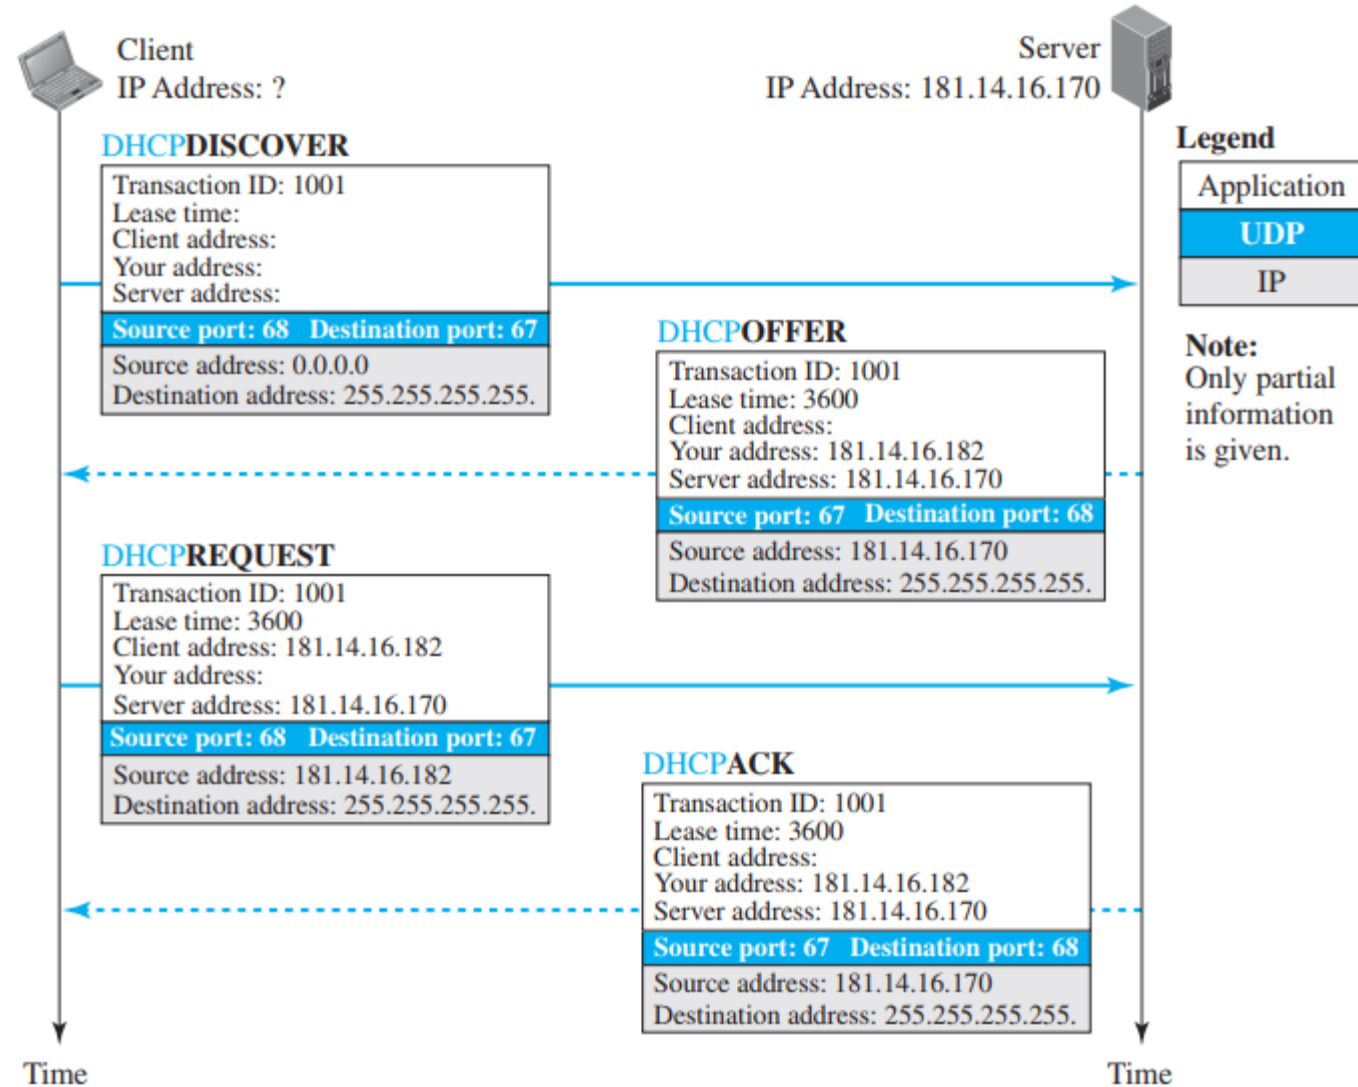 Client
IP Address: ?
Server
IP Address: 181.14.16.170
DHCPDISCOVER
Transaction ID: 1001
Lease time:
Client address:
Your address:
Server address:
Source port: 68 Destination port: 67
Source address: 0.0.0.0
Destination address: 255.255.255.255.
Legend
Application
UDP
IP
Note:
Only partial
information
is given.
DHCPOFFER
Transaction ID: 1001
Lease time: 3600
Client address:
Your address: 181.14.16.182
Server address: 181.14.16.170
Source port: 67 Destination port: 68
Source address: 181.14.16.170
Destination address: 255.255.255.255.
DHCPREQUEST
Transaction ID: 1001
Lease time: 3600
Client address: 181.14.16.182
Your address:
Server address: 181.14.16.170
Source port: 68 Destination port: 67
Source address: 181.14.16.182
Destination address: 255.255.255.255.
DHCPACK
Transaction ID: 1001
Lease time: 3600
Client address:
Your address: 181.14.16.182
Server address: 181.14.16.170
Source port: 67 Destination port: 68
Source address: 181.14.16.170
Destination address: 255.255.255.255.
Time
Time